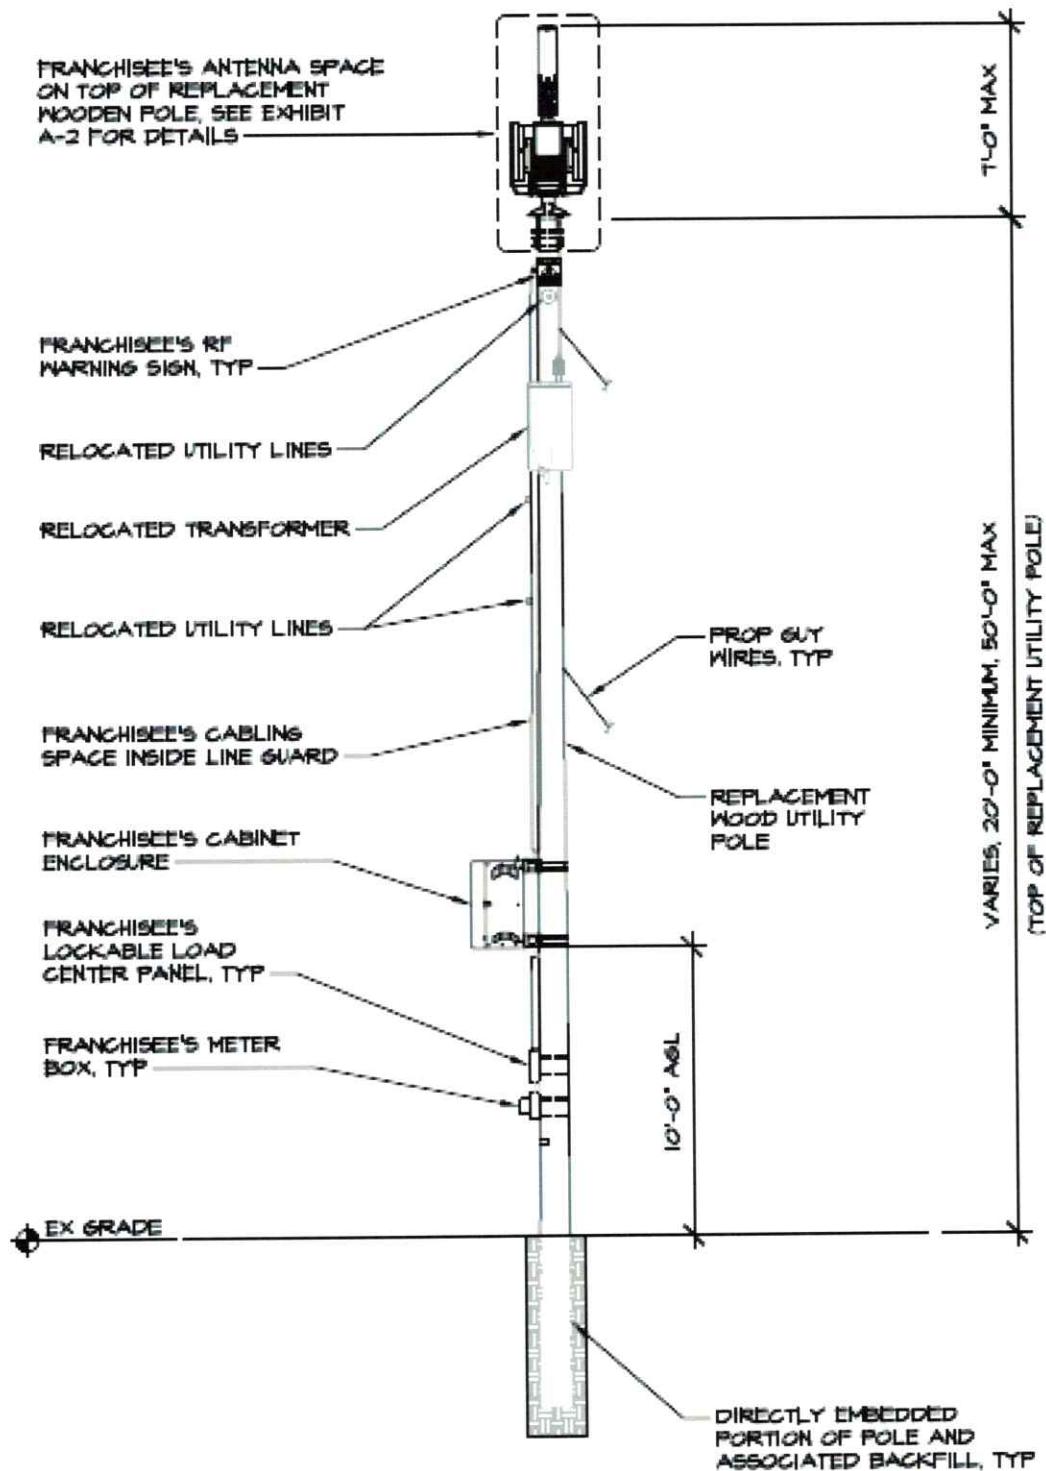 FRANCHISEE'S ANTENNA SPACE
ON TOP OF REPLACEMENT
WOODEN POLE, SEE EXHIBIT
A-2 FOR DETAILS
7'-0" MAX
FRANCHISEE'S RF
WARNING SIGN, TYP
RELOCATED UTILITY LINES
RELOCATED TRANSFORMER
RELOCATED UTILITY LINES
PROP GUY
WIRES, TYP
FRANCHISEE'S CABLING
SPACE INSIDE LINE GUARD
REPLACEMENT
WOOD UTILITY
POLE
VARIES, 20'-0" MINIMUM, 50'-0" MAX
(TOP OF REPLACEMENT UTILITY POLE)
FRANCHISEE'S CABINET
ENCLOSURE
FRANCHISEE'S
LOCKABLE LOAD
CENTER PANEL, TYP
FRANCHISEE'S METER
BOX, TYP
10'-0" AGL
EX GRADE
DIRECTLY EMBEDDED
PORTION OF POLE AND
ASSOCIATED BACKFILL, TYP